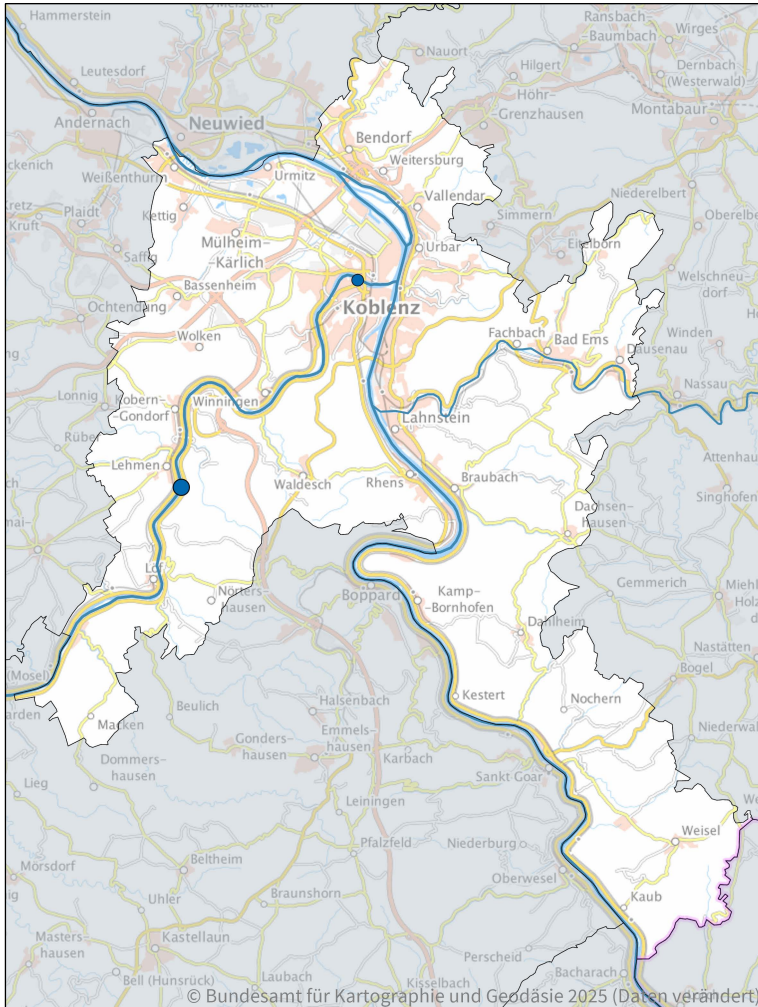 Hammerstein
Ransbach-
-Baumbach
Wirges
Nauort
Hilgert
Dernbach
(Westerwald)
Leutesdorf
Höhr-
-Grenzhausen
Montabaur
Andernach
Neuwied
Bendorf
Weitersburg
Weißenthurm
Urmitz
Kettig
Vallendar
Niederelbert
Plaidt
Kruft
Simmern
Mülheim-
-Kärlich
Urbar
Eitelborn
Saffig
Bassenheim
Welschneu-
dorf
Ochtendung
Koblenz
Wolken
Fachbach
Bad Ems
Winden
Dausenau
Nassau
Lonnig
Kobern-
-Gondorf
Winningen
Lahnstein
Lehmen
Waldesch
Rhens
Braubach
Singhofen
Dachsen-
hausen
Löf
Nörters-
hausen
Boppard
Kamp-
-Bornhofen
Gemmerich
Dahlheim
Nastätten
(Mosel)
Bogel
Macken
Beulich
Halsenbach
Kestert
Nochern
Emmels-
hausen
Gonders-
hausen
Karbach
Dommers-
hausen
Sankt Goar
Lieg
Leiningen
Weisel
Pfalzfeld
Niederburg
Mörsdorf
Beltheim
Oberwesel
Uhler
Braunshorn
Kaub
Masters-
hausen
Kastellaun
Perscheid
Bell (Hunsrück)
Laubach
Kisselbach
Bacharach
© Bundesamt für Kartographie und Geodäsie 2025 (Daten verändert)